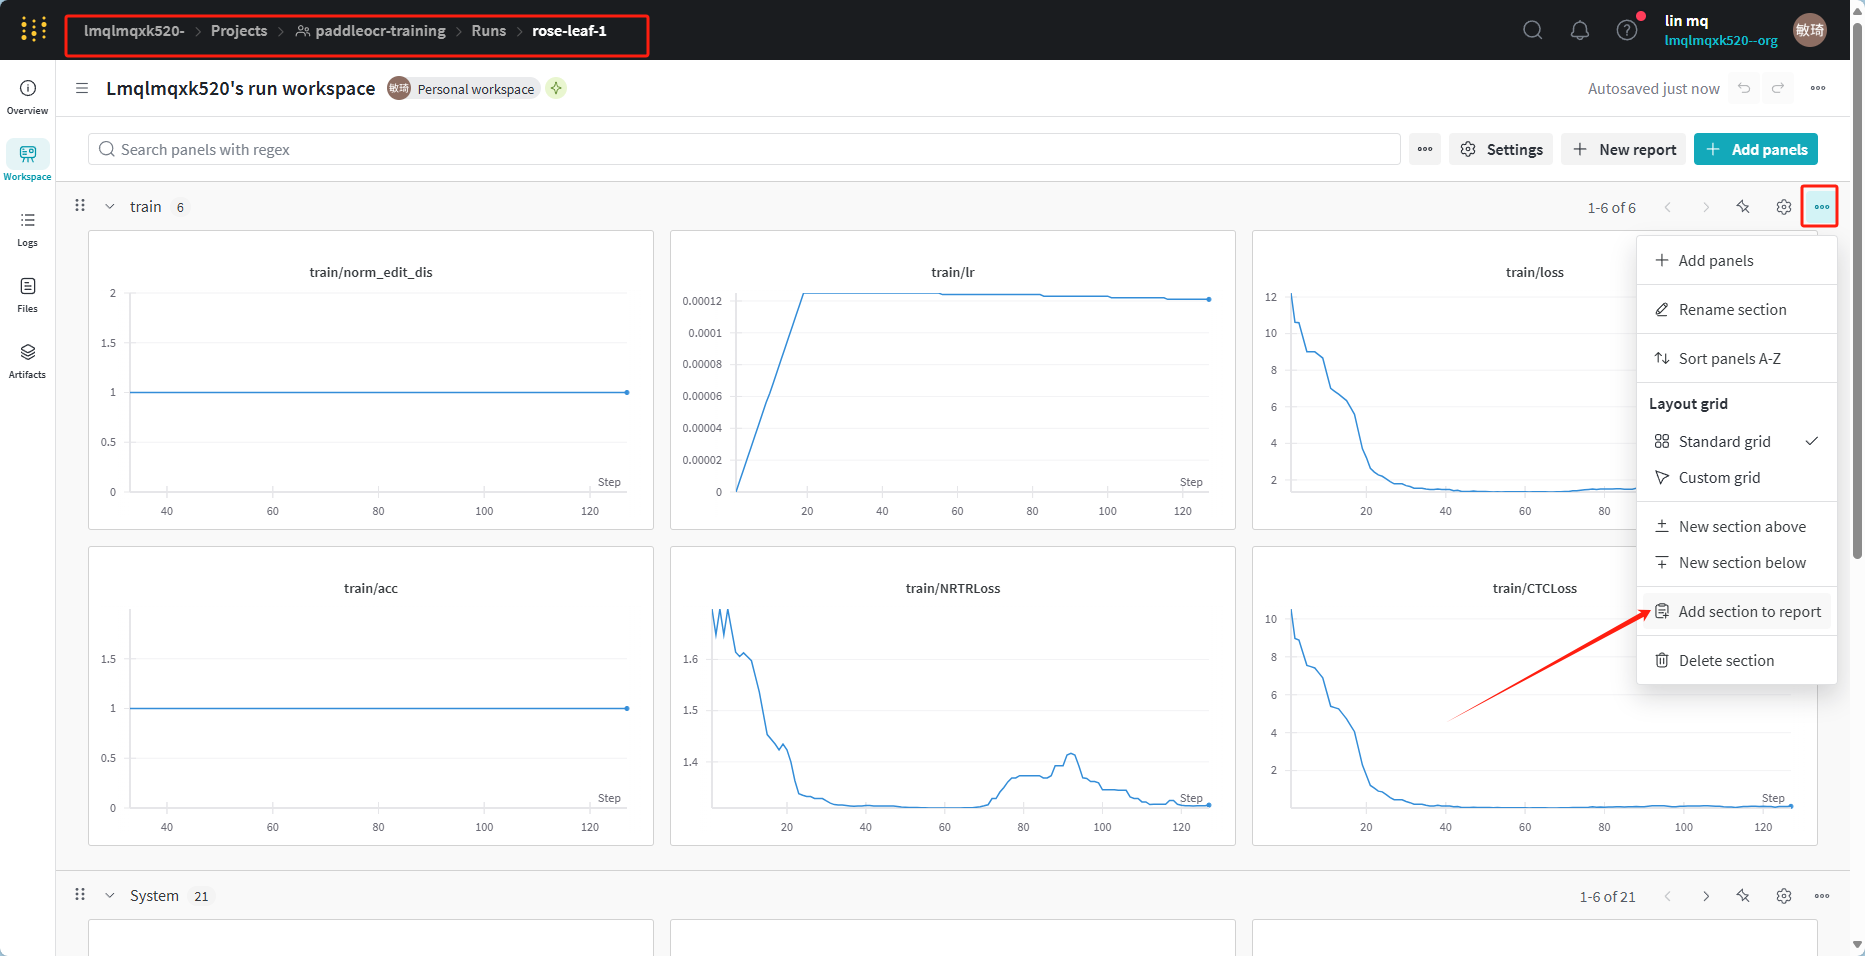 lmqlmqxk520- > Projects > paddleocr-training > Runs > rose-leaf-1
lin mq
lmqlmqxk520--org
敏琦
Overview
Workspace
Logs
Files
Artifacts
Lmqlmqxk520's run workspace
敏琦
Personal workspace
Autosaved just now
Search panels with regex
Settings
New report
Add panels
train 6
1-6 of 6
train/norm_edit_dis
2
1.5
1
0.5
0
Step
40 60 80 100 120
train/lr
0.00012
0.0001
0.00008
0.00006
0.00004
0.00002
0
Step
20 40 60 80 100 120
train/loss
12
10
8
6
4
2
20 40 60 80
Add panels
Rename section
Sort panels A-Z
Layout grid
Standard grid
Custom grid
New section above
New section below
Add section to report
Delete section
train/acc
1.5
1
0.5
0
Step
40 60 80 100 120
train/NRTRLoss
1.6
1.5
1.4
Step
20 40 60 80 100 120
train/CTCLoss
10
8
6
4
2
Step
20 40 60 80 100 120
System 21
1-6 of 21